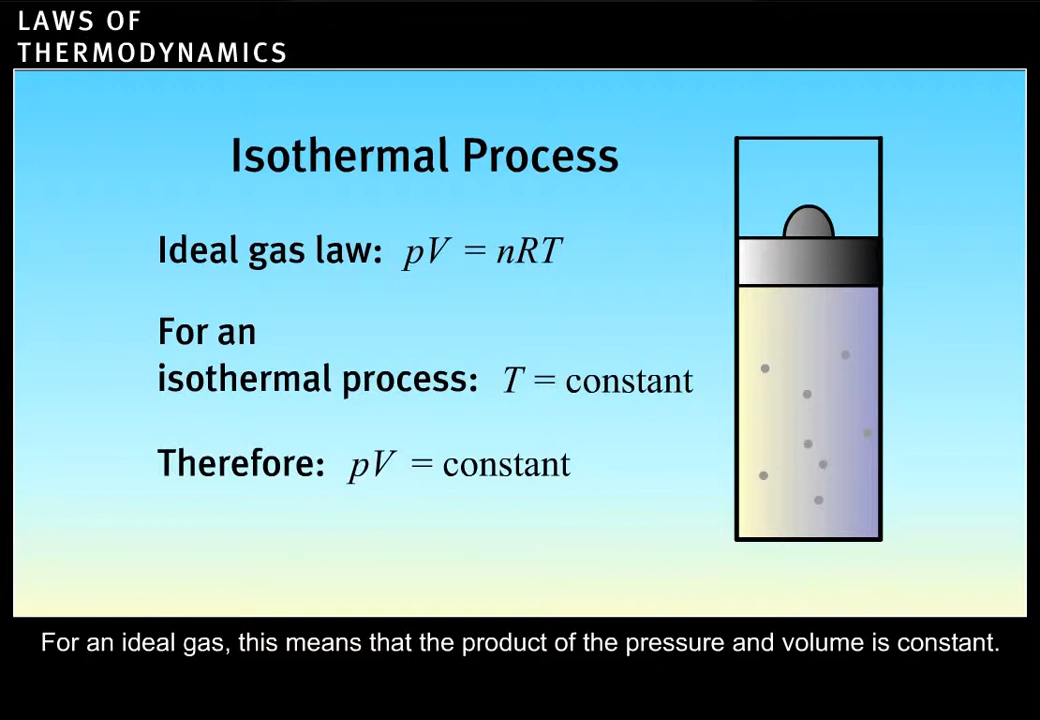 LAWS OF
THERMODYNAMICS
Isothermal Process
Ideal gas law: pV = nRT
For an
isothermal process: T = constant
Therefore: pV = constant
For an ideal gas, this means that the product of the pressure and volume is constant.